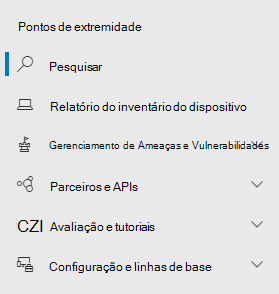 Pontos de extremidade
Pesquisar
Relatório do inventário do dispositivo
Gerenciamento de Ameaças e Vulnerabilidades
Parceiros e APIs
CZI Avaliação e tutoriais
Configuração e linhas de base